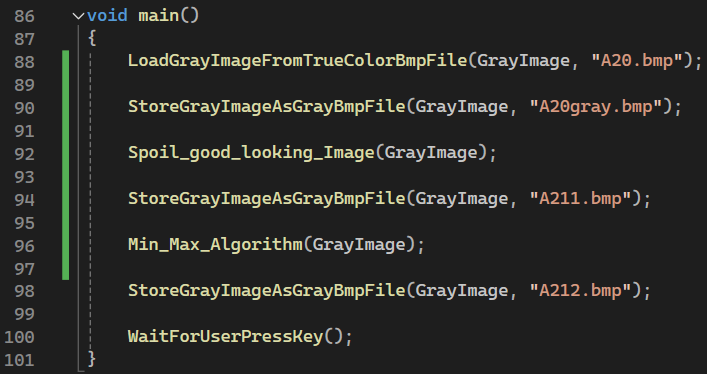 86 void main()
87 {
88 LoadGrayImageFromTrueColorBmpFile(GrayImage, "A20.bmp");
89
90 StoreGrayImageAsGrayBmpFile(GrayImage, "A20gray.bmp");
91
92 Spoil_good_looking_Image(GrayImage);
93
94 StoreGrayImageAsGrayBmpFile(GrayImage, "A211.bmp");
95
96 Min_Max_Algorithm(GrayImage);
97
98 StoreGrayImageAsGrayBmpFile(GrayImage, "A212.bmp");
99
100 WaitForUserPressKey();
101 }